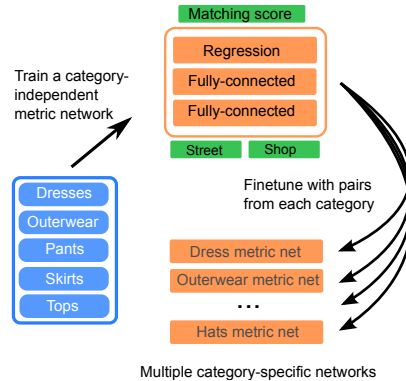 Matching score
Regression
Fully-connected
Fully-connected
Street
Shop
Train a category-
independent
metric network
Dresses
Outerwear
Pants
Skirts
Tops
Finetune with pairs
from each category
Dress metric net
Outerwear metric net
...
Hats metric net
Multiple category-specific networks